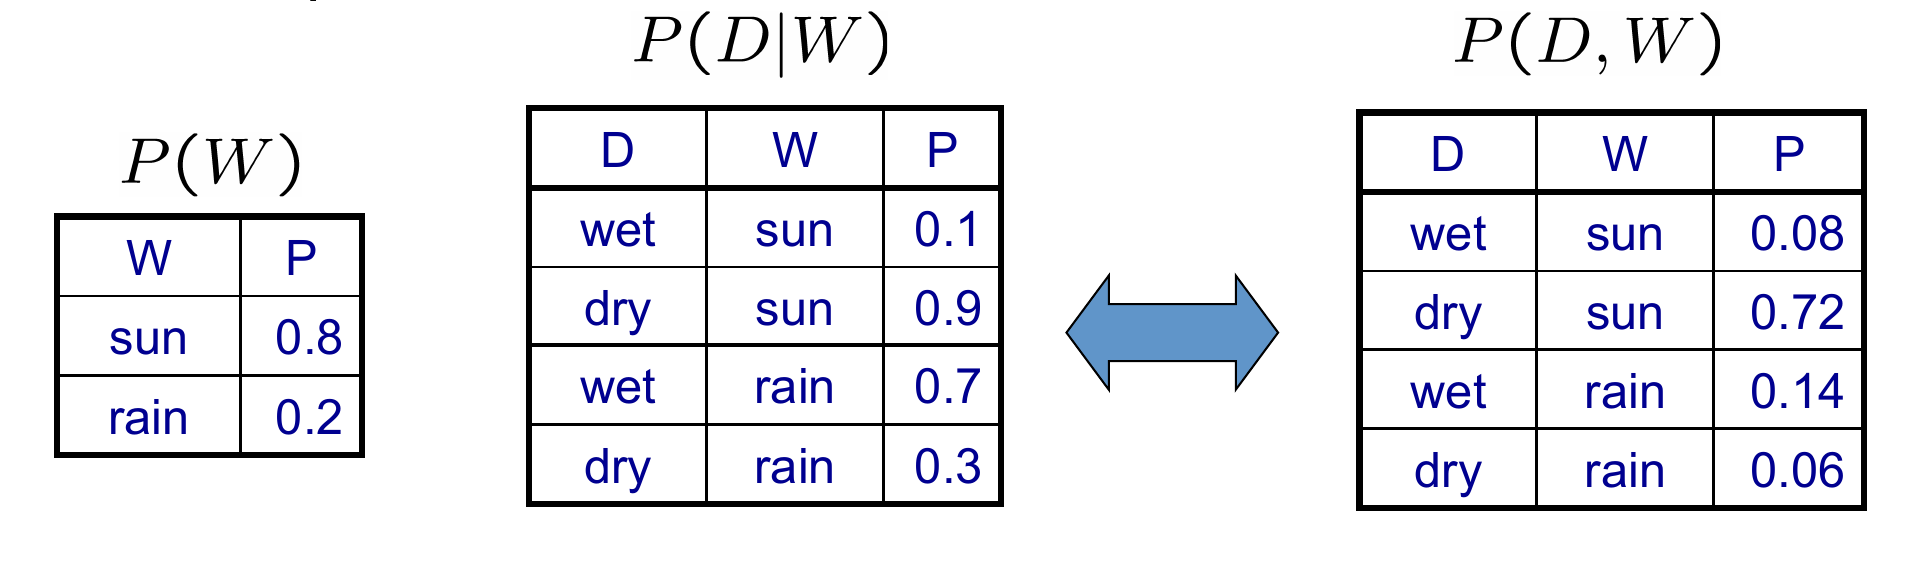 P(W)
W P
sun 0.8
rain 0.2
P(D|W)
D W P
wet sun 0.1
dry sun 0.9
wet rain 0.7
dry rain 0.3
P(D,W)
D W P
wet sun 0.08
dry sun 0.72
wet rain 0.14
dry rain 0.06